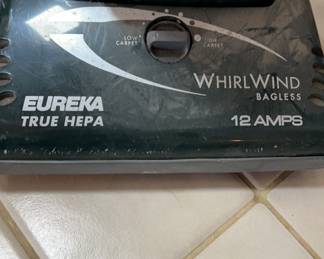 LOW CARPET
HIGH CARPET
WHIRLWIND
BAGLESS
EUREKA
TRUE HEPA
12 AMPS